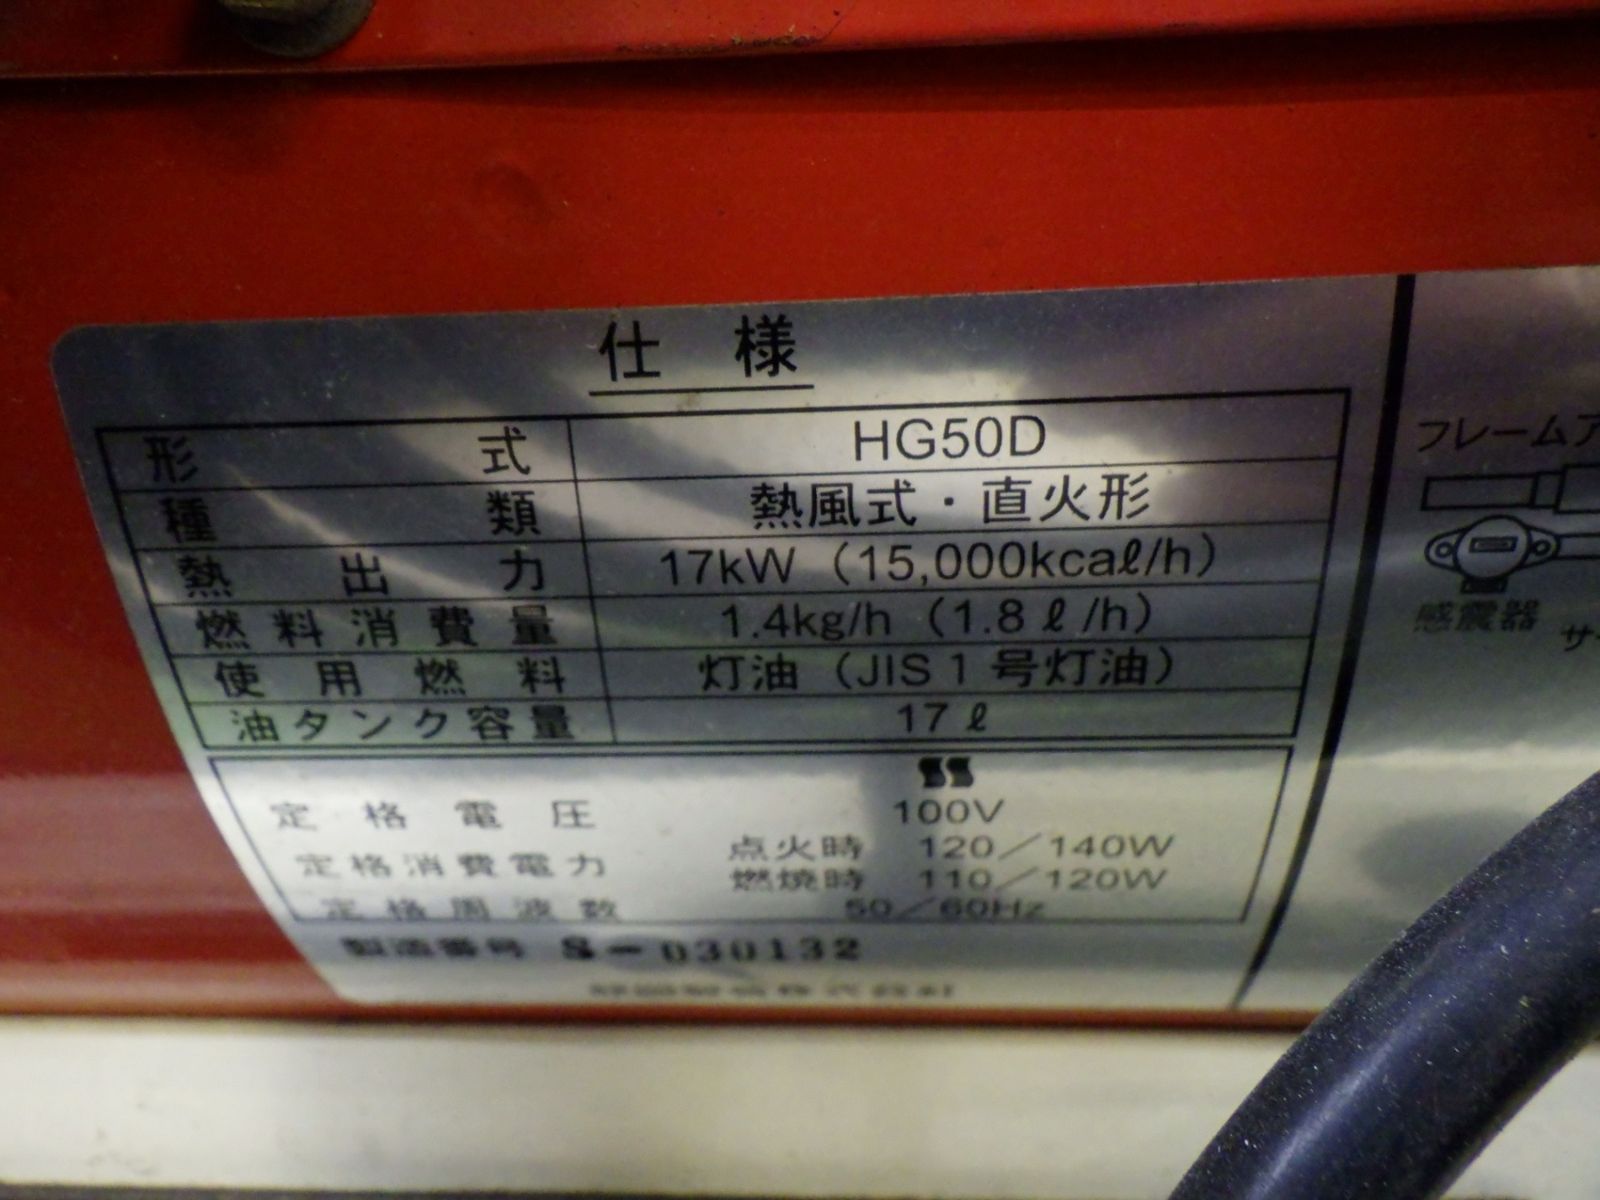 仕様
形式 HG50D
種類 熱風式・直火形
熱出力 17kW（15,000kcaℓ/h）
燃料消費量 1.4kg/h（1.8ℓ/h）
使用燃料 灯油（JIS1号灯油）
油タンク容量 17ℓ
定格電圧 100V
定格消費電力 点火時 120／140W
燃焼時 110／120W
定格周波数 50／60Hz
製造番号 S-030132
フレームア
感震器
サ